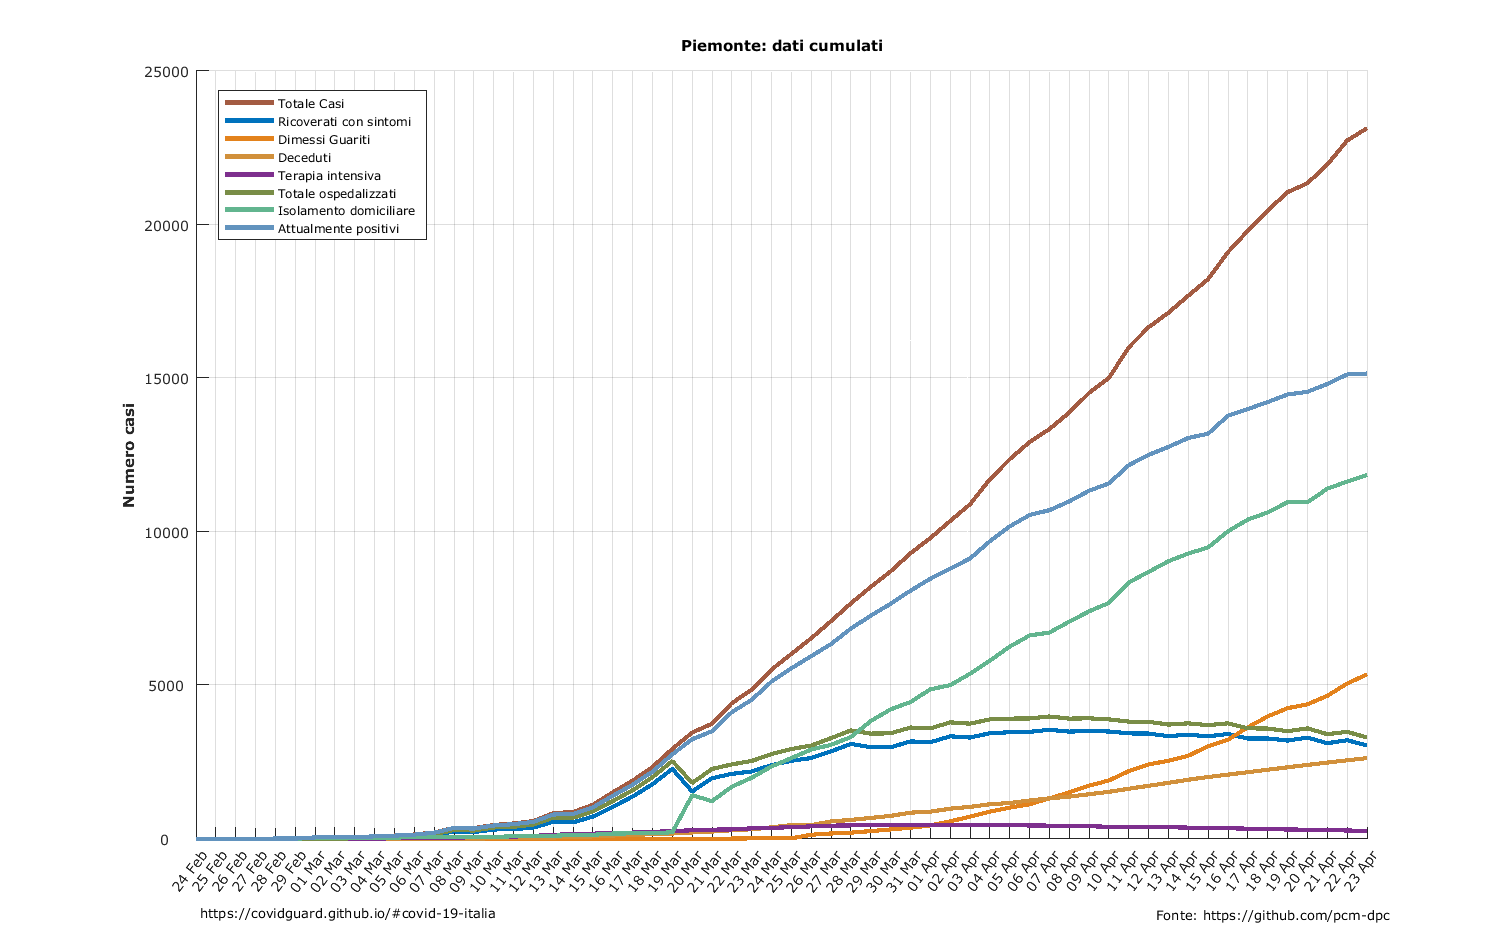 Piemonte: dati cumulati
25000
20000
15000
10000
5000
0
Numero casi
Totale Casi
Ricoverati con sintomi
Dimessi Guariti
Deceduti
Terapia intensiva
Totale ospedalizzati
Isolamento domiciliare
Attualmente positivi
24 Feb
25 Feb
26 Feb
27 Feb
28 Feb
29 Feb
01 Mar
02 Mar
03 Mar
04 Mar
05 Mar
06 Mar
07 Mar
08 Mar
09 Mar
10 Mar
11 Mar
12 Mar
13 Mar
14 Mar
15 Mar
16 Mar
17 Mar
18 Mar
19 Mar
20 Mar
21 Mar
22 Mar
23 Mar
24 Mar
25 Mar
26 Mar
27 Mar
28 Mar
29 Mar
30 Mar
31 Mar
01 Apr
02 Apr
03 Apr
04 Apr
05 Apr
06 Apr
07 Apr
08 Apr
09 Apr
10 Apr
11 Apr
12 Apr
13 Apr
14 Apr
15 Apr
16 Apr
17 Apr
18 Apr
19 Apr
20 Apr
21 Apr
22 Apr
23 Apr
https://covidguard.github.io/#covid-19-italia
Fonte: https://github.com/pcm-dpc